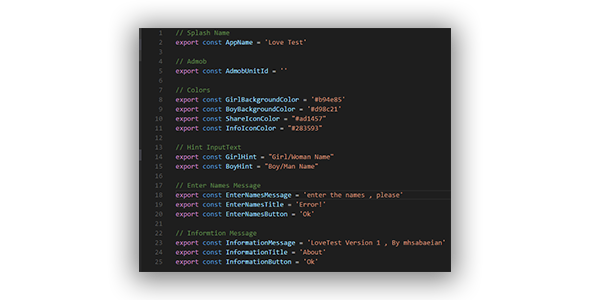 1 // Splash Name
2 export const AppName = 'Love Test'
3
4 // Admob
5 export const AdmobUnitId = ``
6
7 // Colors
8 export const GirlBackgroundColor = '#b94e85'
9 export const BoyBackgroundColor = '#d98c21'
10 export const ShareIconColor = "#ad1457"
11 export const InfoIconColor = "#283593"
12
13 // Hint InputText
14 export const GirlHint = "Girl/Woman Name"
15 export const BoyHint = "Boy/Man Name"
16
17 // Enter Names Message
18 export const EnterNamesMessage = 'enter the names , please'
19 export const EnterNamesTitle = 'Error!'
20 export const EnterNamesButton = 'Ok'
21
22 // Informtion Message
23 export const InformationMessage = 'LoveTest Version 1 , By mhsabaeian'
24 export const InformationTitle = 'About'
25 export const InformationButton = 'Ok'